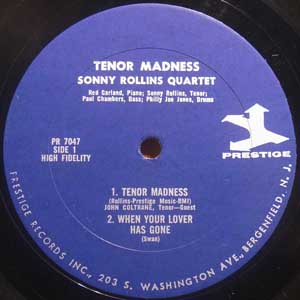 TENOR MADNESS
SONNY ROLLINS QUARTET
Red Garland, Piano; Sonny Rollins, Tenor;
Paul Chambers, Bass; Philly Joe Jones, Drums
PR 7047
SIDE 1
HIGH FIDELITY
PRESTIGE
1. TENOR MADNESS
(Rollins-Prestige Music-BMI)
JOHN COLTRANE, Tenor—Guest
2. WHEN YOUR LOVER
HAS GONE
(Swan)
PRESTIGE RECORDS INC., 203 S. WASHINGTON AVE., BERGENFIELD, N. J.